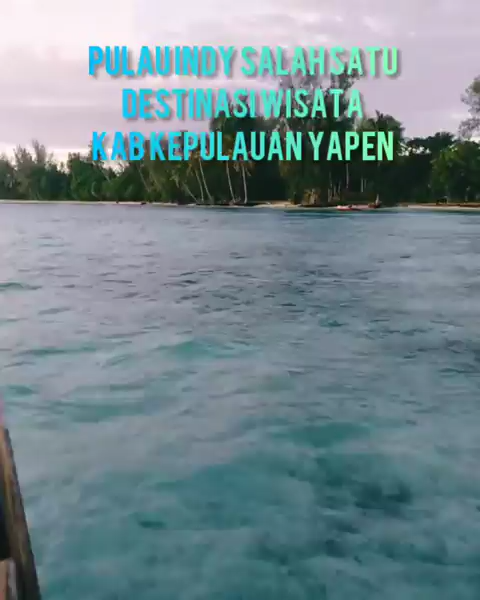 PULAU INDY SALAH SATU
DESTINASI WISATA
KAB KEPULAUAN YAPEN